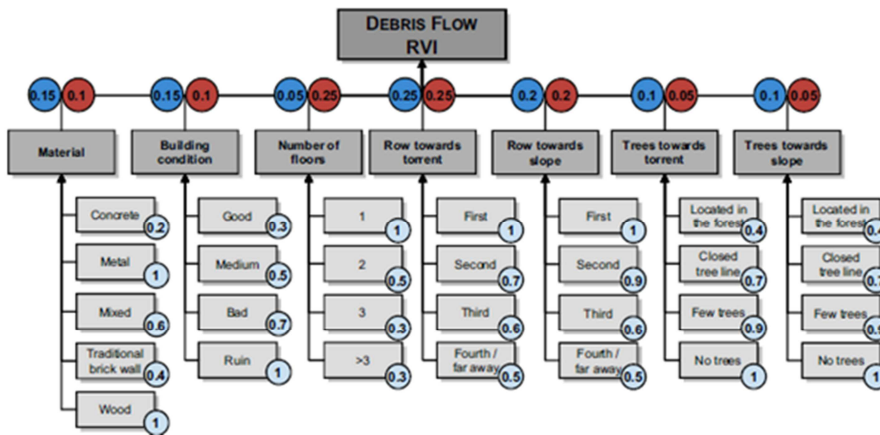 DEBRIS FLOW
RVI
0.15 0.1 0.15 0.1 0.05 0.25 0.25 0.25 0.2 0.2 0.1 0.05 0.1 0.05
Material
Building
condition
Number of
floors
Row towards
torrent
Row towards
slope
Trees towards
torrent
Trees towards
slope
Concrete
0.2
Metal
1
Mixed
0.6
Traditional
brick wall
0.4
Wood
1
Good
0.3
Medium
0.5
Bad
0.7
Ruin
1
1
1
2
0.5
3
0.3
>3
0.3
First
1
Second
0.7
Third
0.6
Fourth /
far away
0.5
First
1
Second
0.9
Third
0.6
Fourth /
far away
0.5
Located in
the forest
0.4
Closed
tree line
0.7
Few trees
0.9
No trees
1
Located in
the forest
0.4
Closed
tree line
0.7
Few trees
0.9
No trees
1